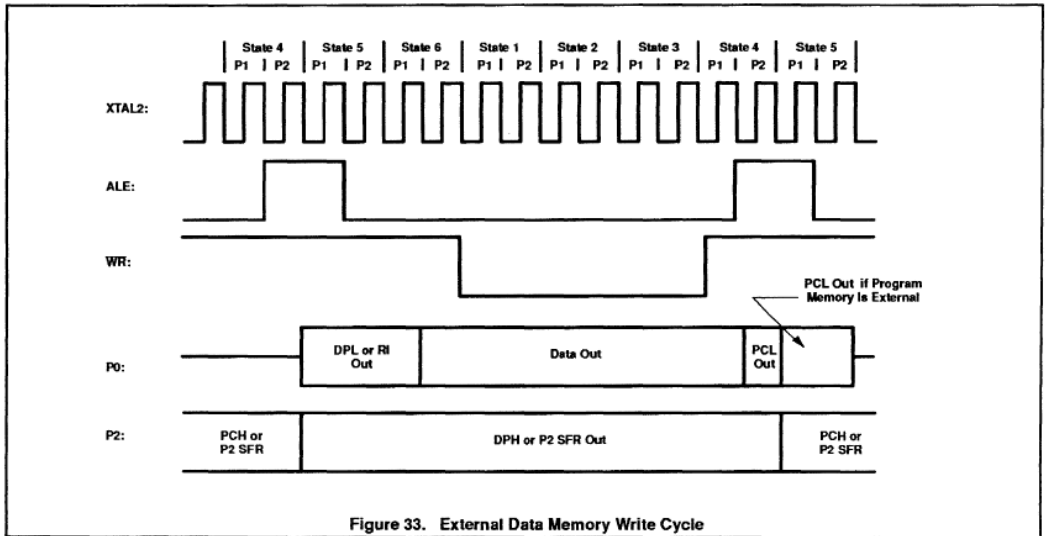 State 4 State 5 State 6 State 1 State 2 State 3 State 4 State 5
P1 P2 P1 P2 P1 P2 P1 P2 P1 P2 P1 P2 P1 P2 P1 P2
XTAL2:
ALE:
WR:
PCL Out if Program
Memory Is External
P0:
DPL or RI
Out
Data Out
PCL
Out
P2:
PCH or
P2 SFR
DPH or P2 SFR Out
PCH or
P2 SFR
Figure 33. External Data Memory Write Cycle